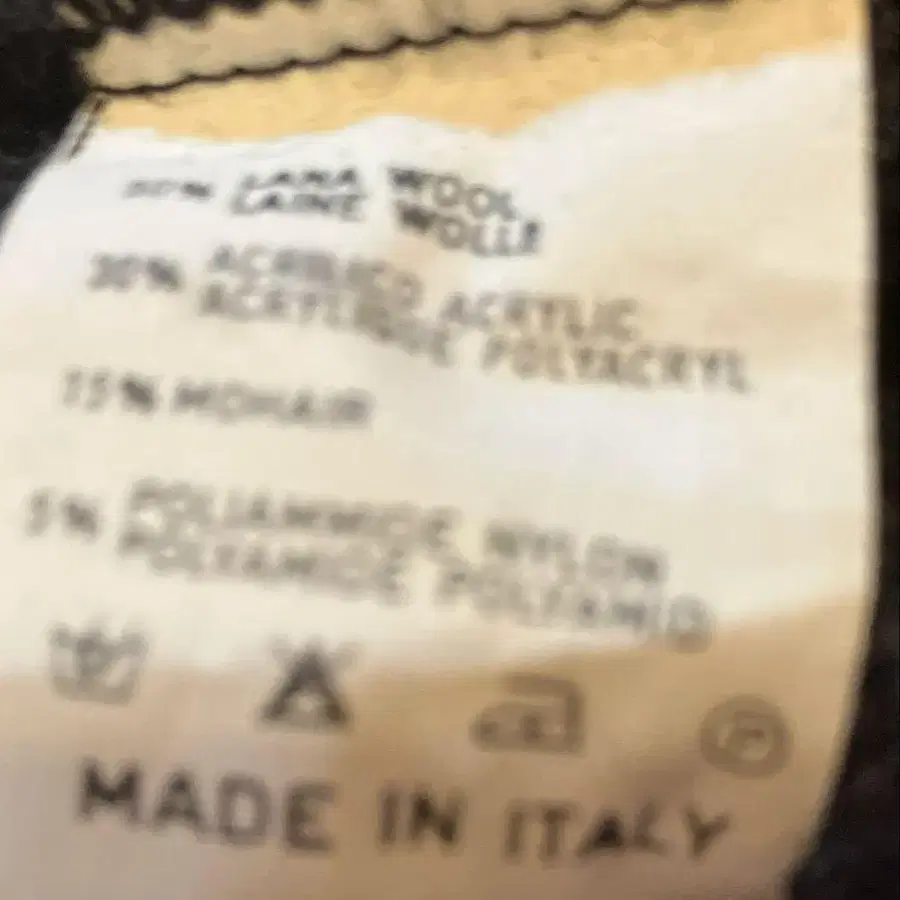 50% LANA WOOL
LAINE WOLLE
30% ACRILICO ACRYLIC
ACRYLIQUE POLYACRYL
15% MOHAIR
5% POLIAMMIDE NYLON
POLYAMIDE POLYAMID
P
MADE IN ITALY